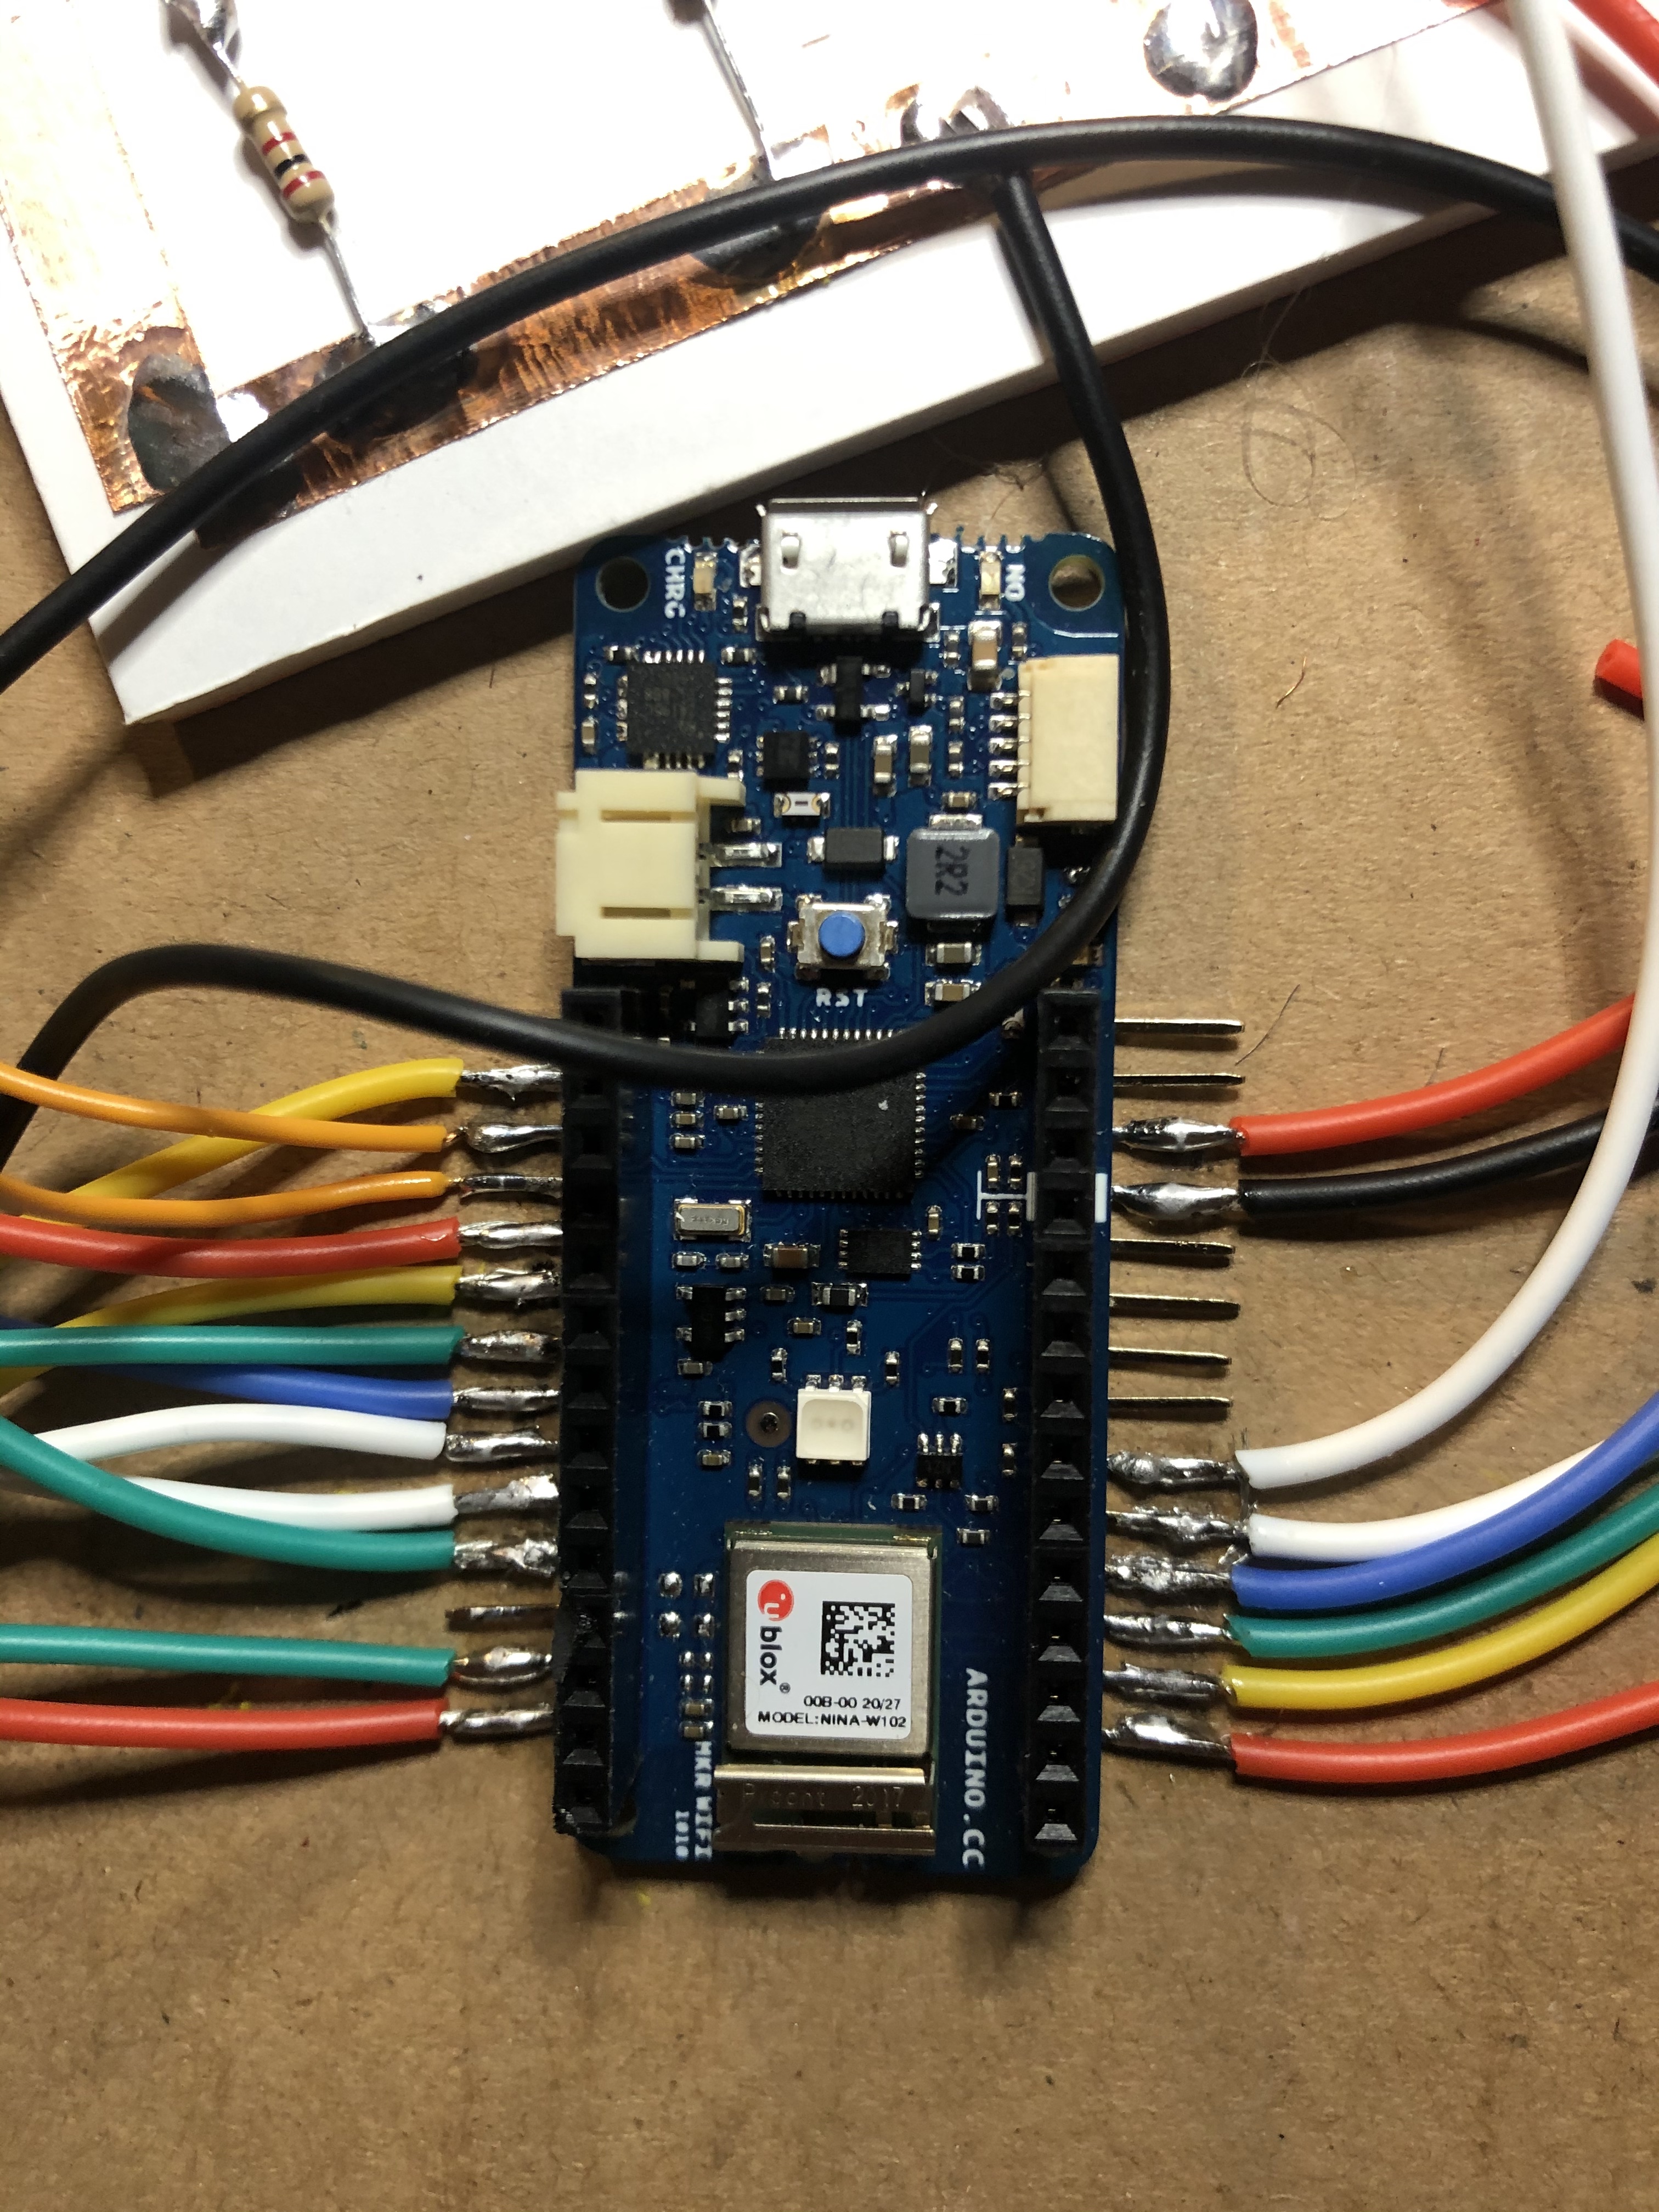 CHRG
ON
2R2
RST
u
blox®
00B-00 20/27
MODEL:NINA-W102
MKR WIFI
1010
ARDUINO.CC